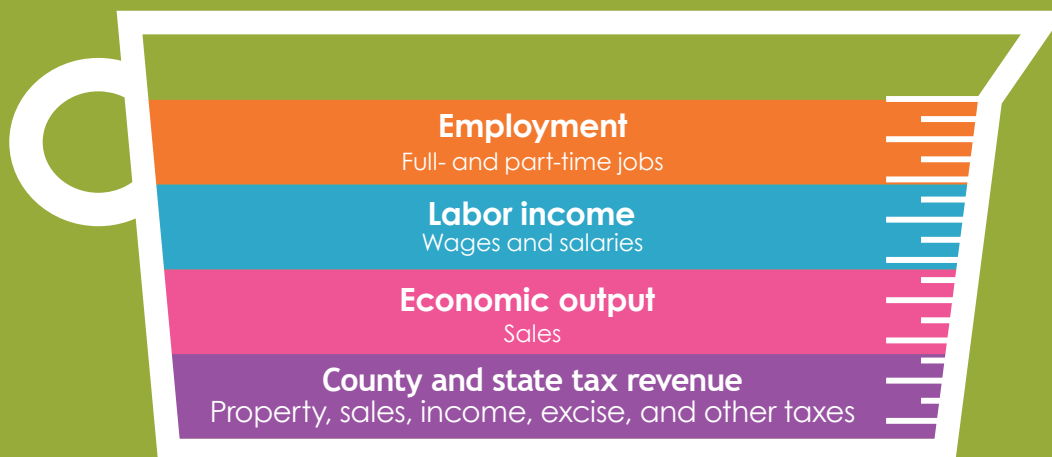 Employment
Full- and part-time jobs
Labor income
Wages and salaries
Economic output
Sales
County and state tax revenue
Property, sales, income, excise, and other taxes